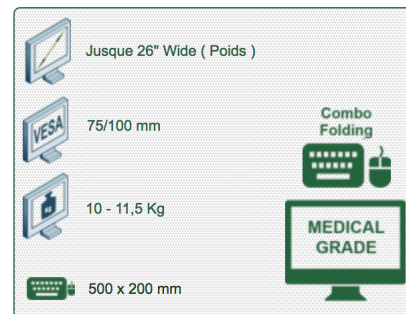 Jusque 26" Wide ( Poids )
VESA
75/100 mm
Combo
Folding
KG
10 - 11,5 Kg
MEDICAL
GRADE
500 x 200 mm